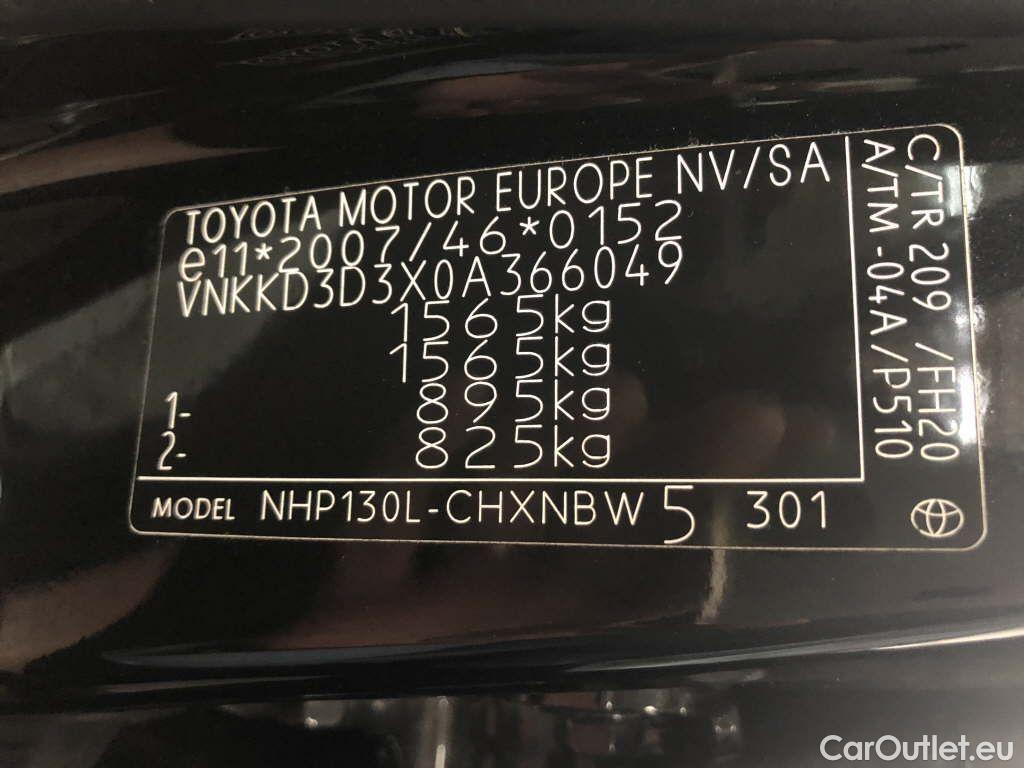 TOYOTA MOTOR EUROPE NV/SA
e11*2007/46*0152
VNKKD3D3X0A366049
1565kg
1565kg
1- 895kg
2- 825kg
C/TR 209 /FH20
A/TM-04A/P510
MODEL NHP130L-CHXNBW 5 301
CarOutlet.eu